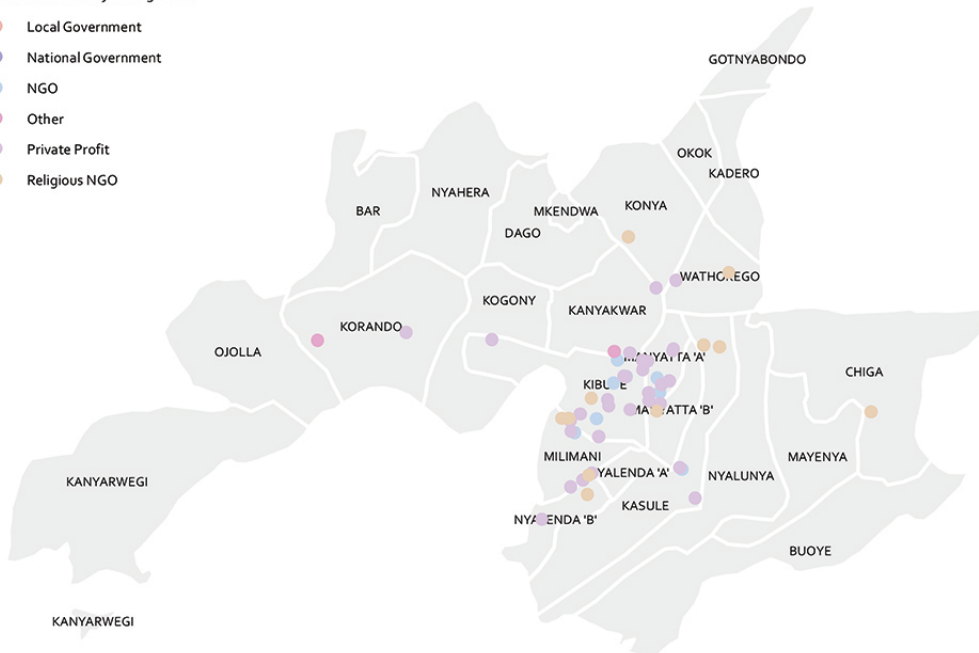 Local Government
National Government
NGO
Other
Private Profit
Religious NGO
GOTNYABONDO
OKOK
KADERO
NYAHERA
BAR
MKENDWA
KONYA
DAGO
WATHOREGO
KOGONY
KANYAKWAR
KORANDO
OJOLLA
MANYATTA 'A'
CHIGA
KIBUYE
MANYATTA 'B'
MILIMANI
MAYENYA
NYALENDA 'A'
NYALUNYA
KANYARWEGI
KASULE
NYALENDA 'B'
BUOYE
KANYARWEGI